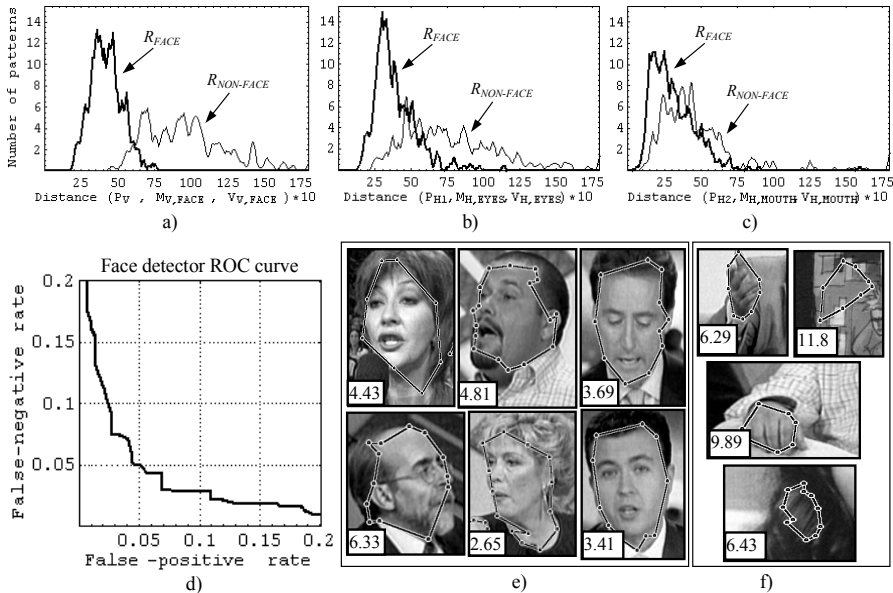 Number of patterns
14
12
10
8
6
4
2
R_FACE
R_NON-FACE
25 50 75 100 125 150 175
Distance (P_V , M_V,FACE , V_V,FACE ) *10
a)
14
12
10
8
6
4
2
R_FACE
R_NON-FACE
25 50 75 100 125 150 175
Distance (P_H1, M_H,EYES, V_H,EYES) *10
b)
14
12
10
8
6
4
2
R_FACE
R_NON-FACE
25 50 75 100 125 150 175
Distance (P_H2, M_H,MOUTH, V_H,MOUTH) *10
c)
Face detector ROC curve
False-negative rate
0.2
0.15
0.1
0.05
0.05 0.1 0.15 0.2
False-positive rate
d)
4.43
4.81
3.69
6.33
2.65
3.41
e)
6.29
11.8
9.89
6.43
f)